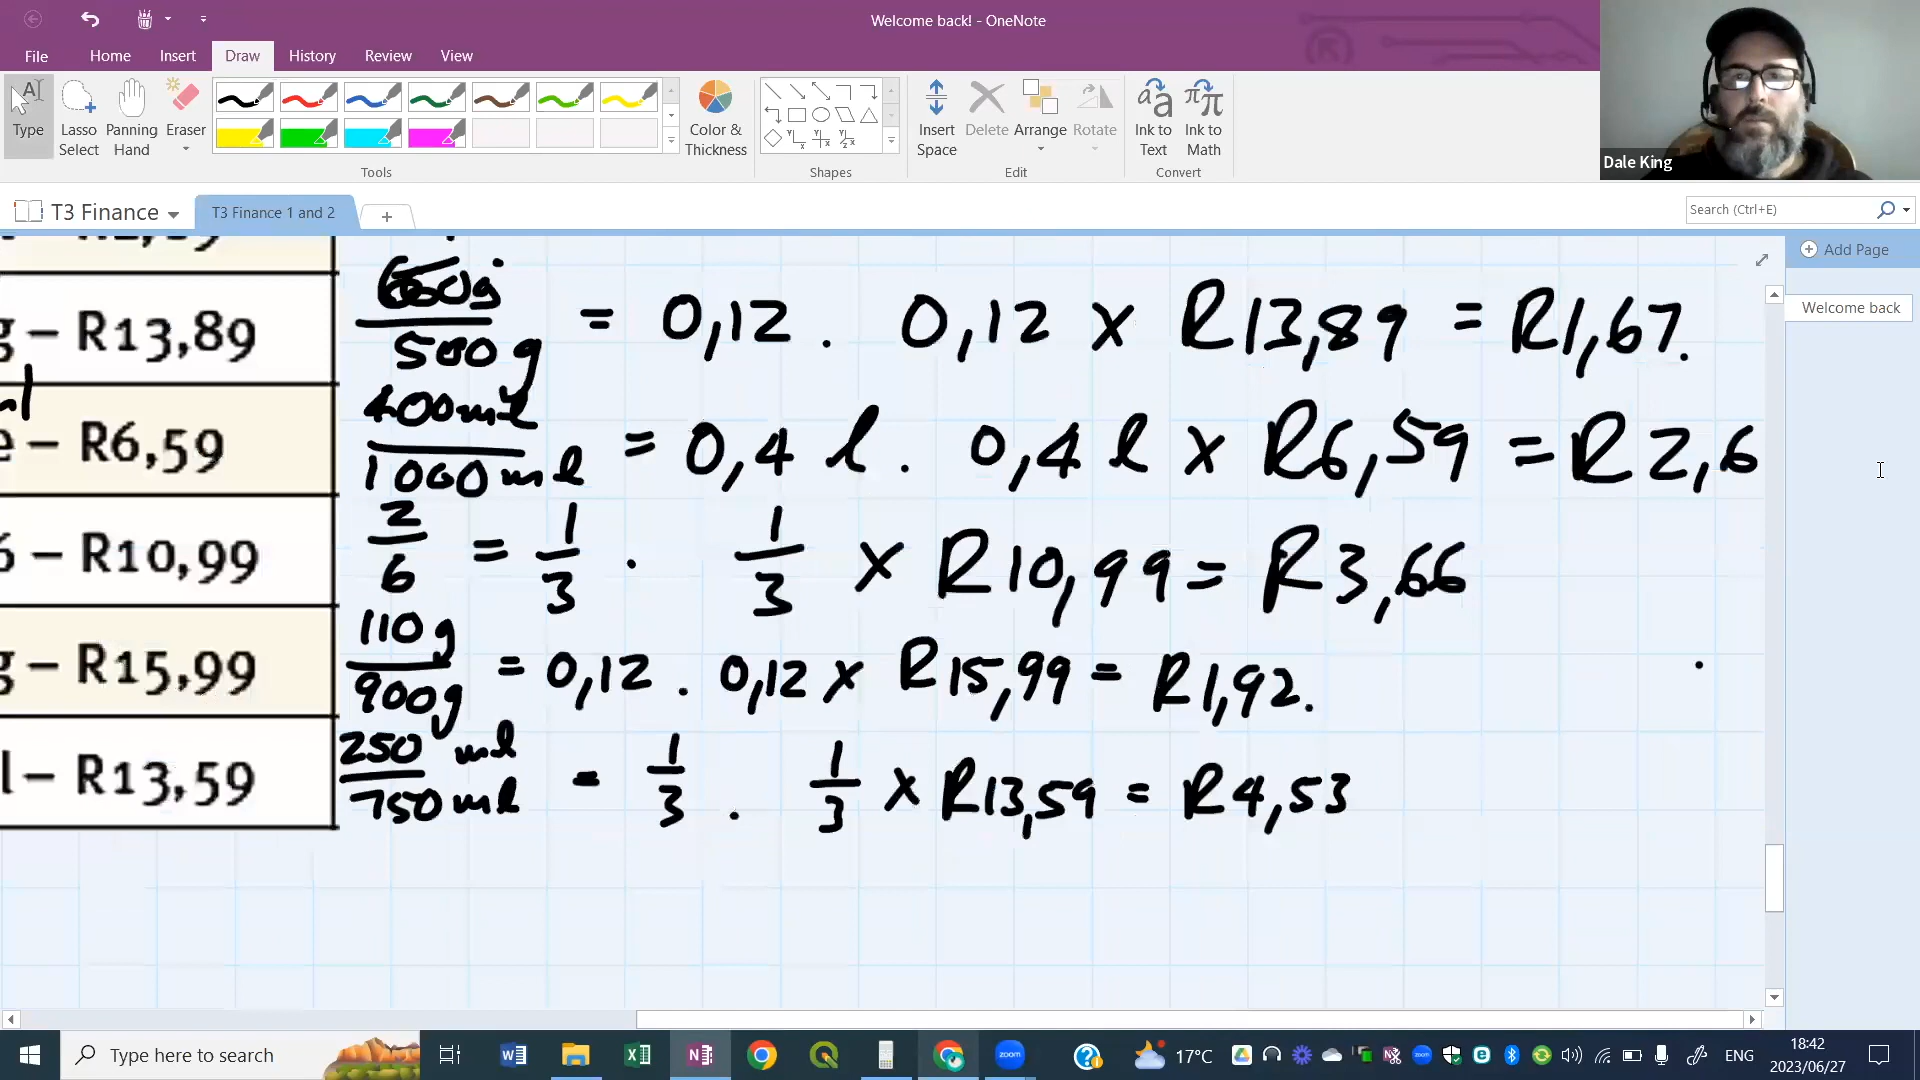 Welcome back! - OneNote
File Home Insert Draw History Review View
Type
Lasso Select
Panning Hand
Eraser
Color & Thickness
Insert Space
Delete
Arrange
Rotate
Ink to Text
Ink to Math
Tools
Shapes
Edit
Convert
Dale King
T3 Finance
T3 Finance 1 and 2
Search (Ctrl+E)
Add Page
Welcome back
g – R13,89
60g / 500g = 0,12 . 0,12 × R13,89 = R1,67.
ml
e – R6,59
400ml / 1000ml = 0,4 l . 0,4 l × R6,59 = R2,6
6 – R10,99
2/6 = 1/3 . 1/3 × R10,99 = R3,66
g – R15,99
110g / 900g = 0,12 . 0,12 × R15,99 = R1,92.
l – R13,59
250 ml / 750 ml = 1/3 . 1/3 × R13,59 = R4,53
Type here to search
zoom
17°C
ENG
18:42
2023/06/27